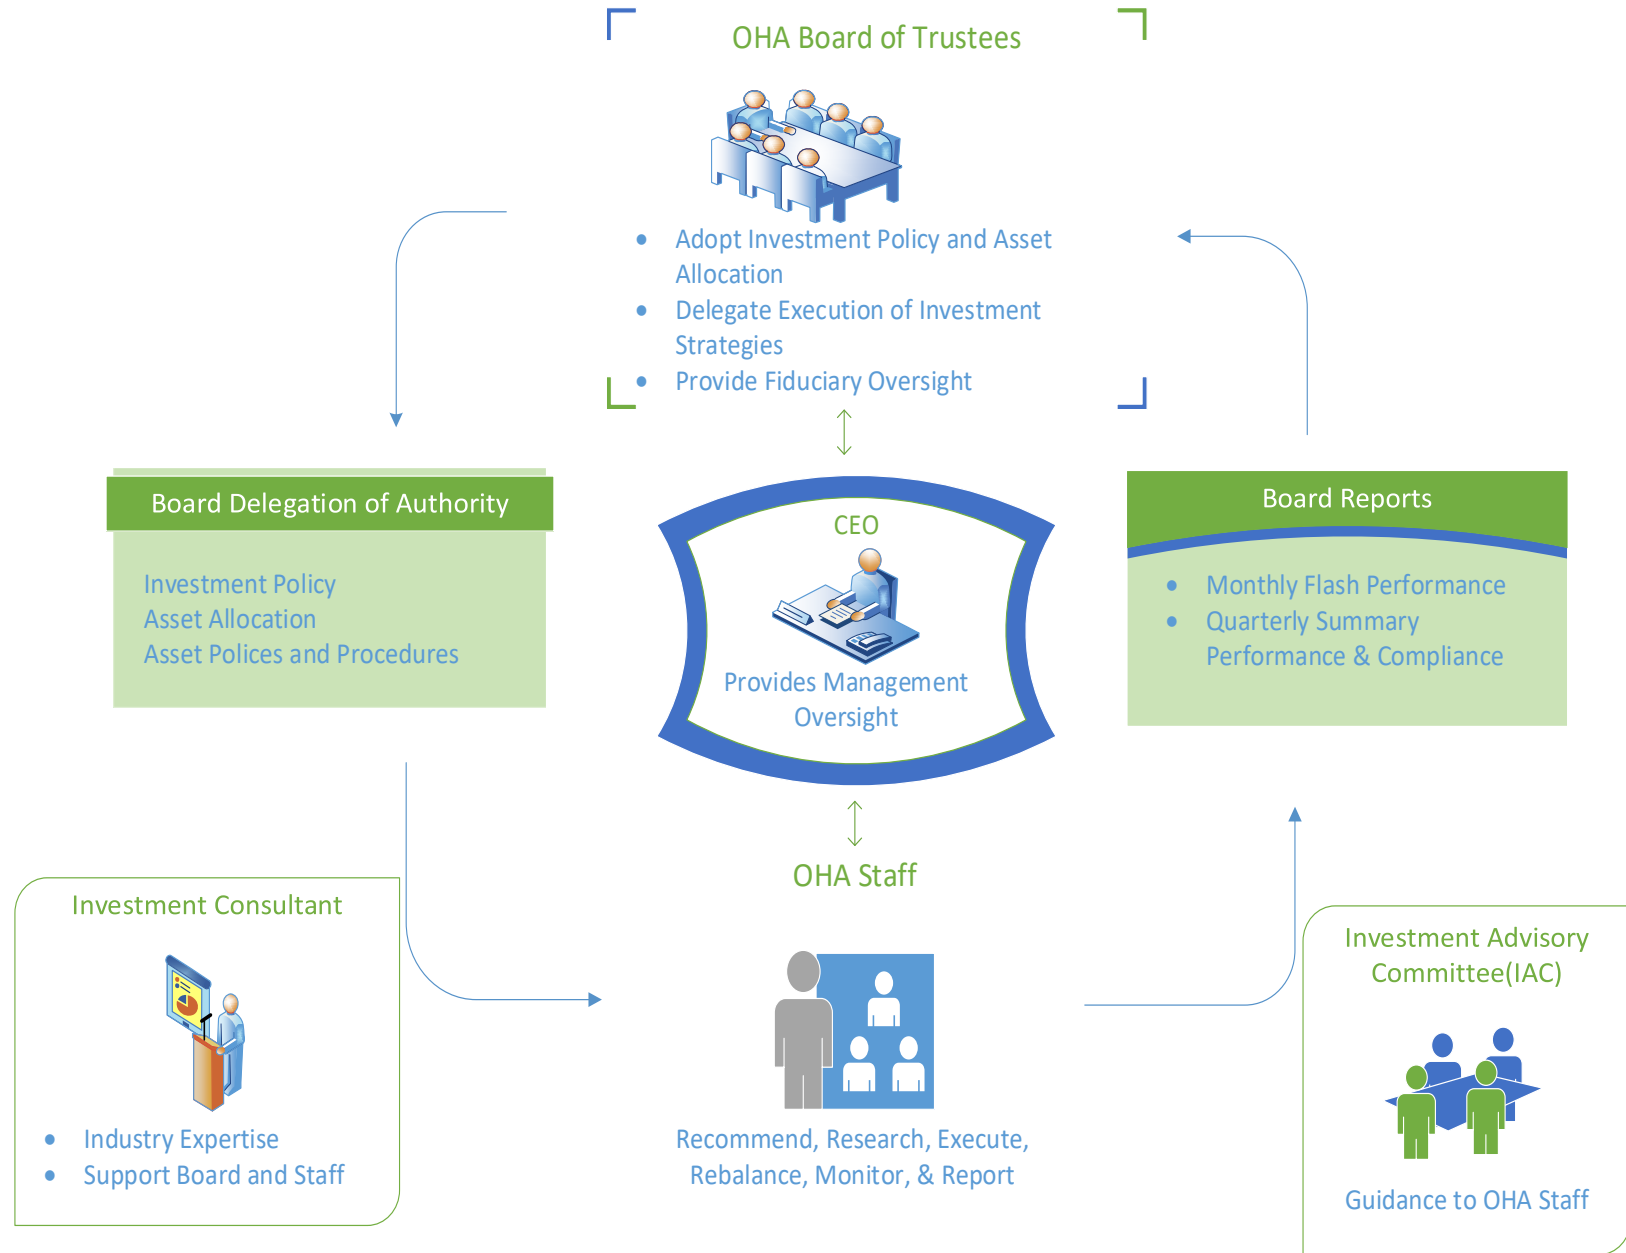 OHA Board of Trustees
• Adopt Investment Policy and Asset
Allocation
• Delegate Execution of Investment
Strategies
• Provide Fiduciary Oversight
Board Delegation of Authority
Investment Policy
Asset Allocation
Asset Polices and Procedures
CEO
Provides Management
Oversight
Board Reports
• Monthly Flash Performance
• Quarterly Summary
Performance & Compliance
OHA Staff
Recommend, Research, Execute,
Rebalance, Monitor, & Report
Investment Consultant
• Industry Expertise
• Support Board and Staff
Investment Advisory
Committee(IAC)
Guidance to OHA Staff